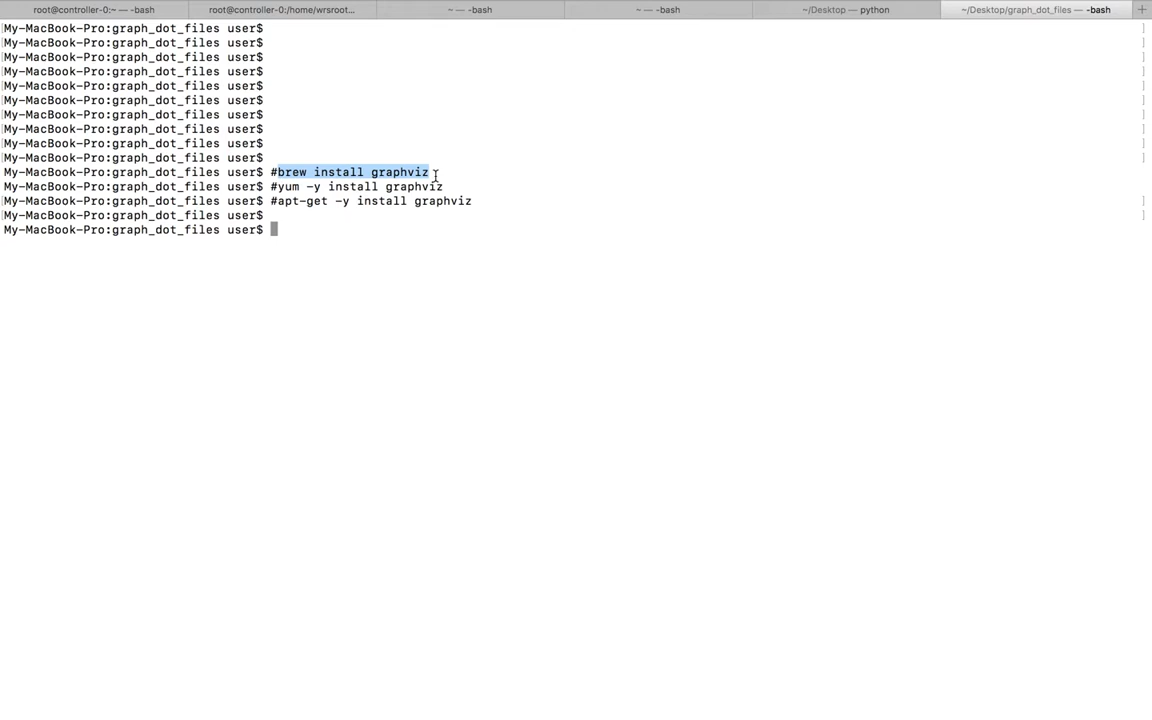 root@controller-0:~ — -bash
root@controller-0:/home/wrsroot...
~ — -bash
~ — -bash
~/Desktop — python
~/Desktop/graph_dot_files — -bash
+
[My-MacBook-Pro:graph_dot_files user$ ]
[My-MacBook-Pro:graph_dot_files user$ ]
[My-MacBook-Pro:graph_dot_files user$ ]
[My-MacBook-Pro:graph_dot_files user$ ]
[My-MacBook-Pro:graph_dot_files user$ ]
[My-MacBook-Pro:graph_dot_files user$ ]
[My-MacBook-Pro:graph_dot_files user$ ]
[My-MacBook-Pro:graph_dot_files user$ ]
[My-MacBook-Pro:graph_dot_files user$ ]
[My-MacBook-Pro:graph_dot_files user$ ]
My-MacBook-Pro:graph_dot_files user$ #brew install graphviz
[My-MacBook-Pro:graph_dot_files user$ #yum -y install graphviz
[My-MacBook-Pro:graph_dot_files user$ #apt-get -y install graphviz ]
[My-MacBook-Pro:graph_dot_files user$ ]
My-MacBook-Pro:graph_dot_files user$